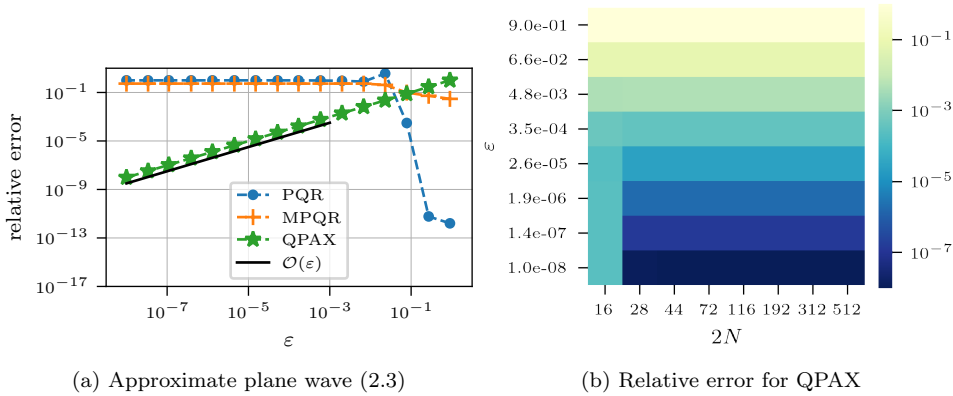 relative error
10⁻¹
10⁻⁵
10⁻⁹
10⁻¹³
10⁻¹⁷
PQR
MPQR
QPAX
𝒪(ε)
10⁻⁷ 10⁻⁵ 10⁻³ 10⁻¹
ε
(a) Approximate plane wave (2.3)
ε
9.0e-01
6.6e-02
4.8e-03
3.5e-04
2.6e-05
1.9e-06
1.4e-07
1.0e-08
16 28 44 72 116 192 312 512
2N
10⁻¹
10⁻³
10⁻⁵
10⁻⁷
(b) Relative error for QPAX